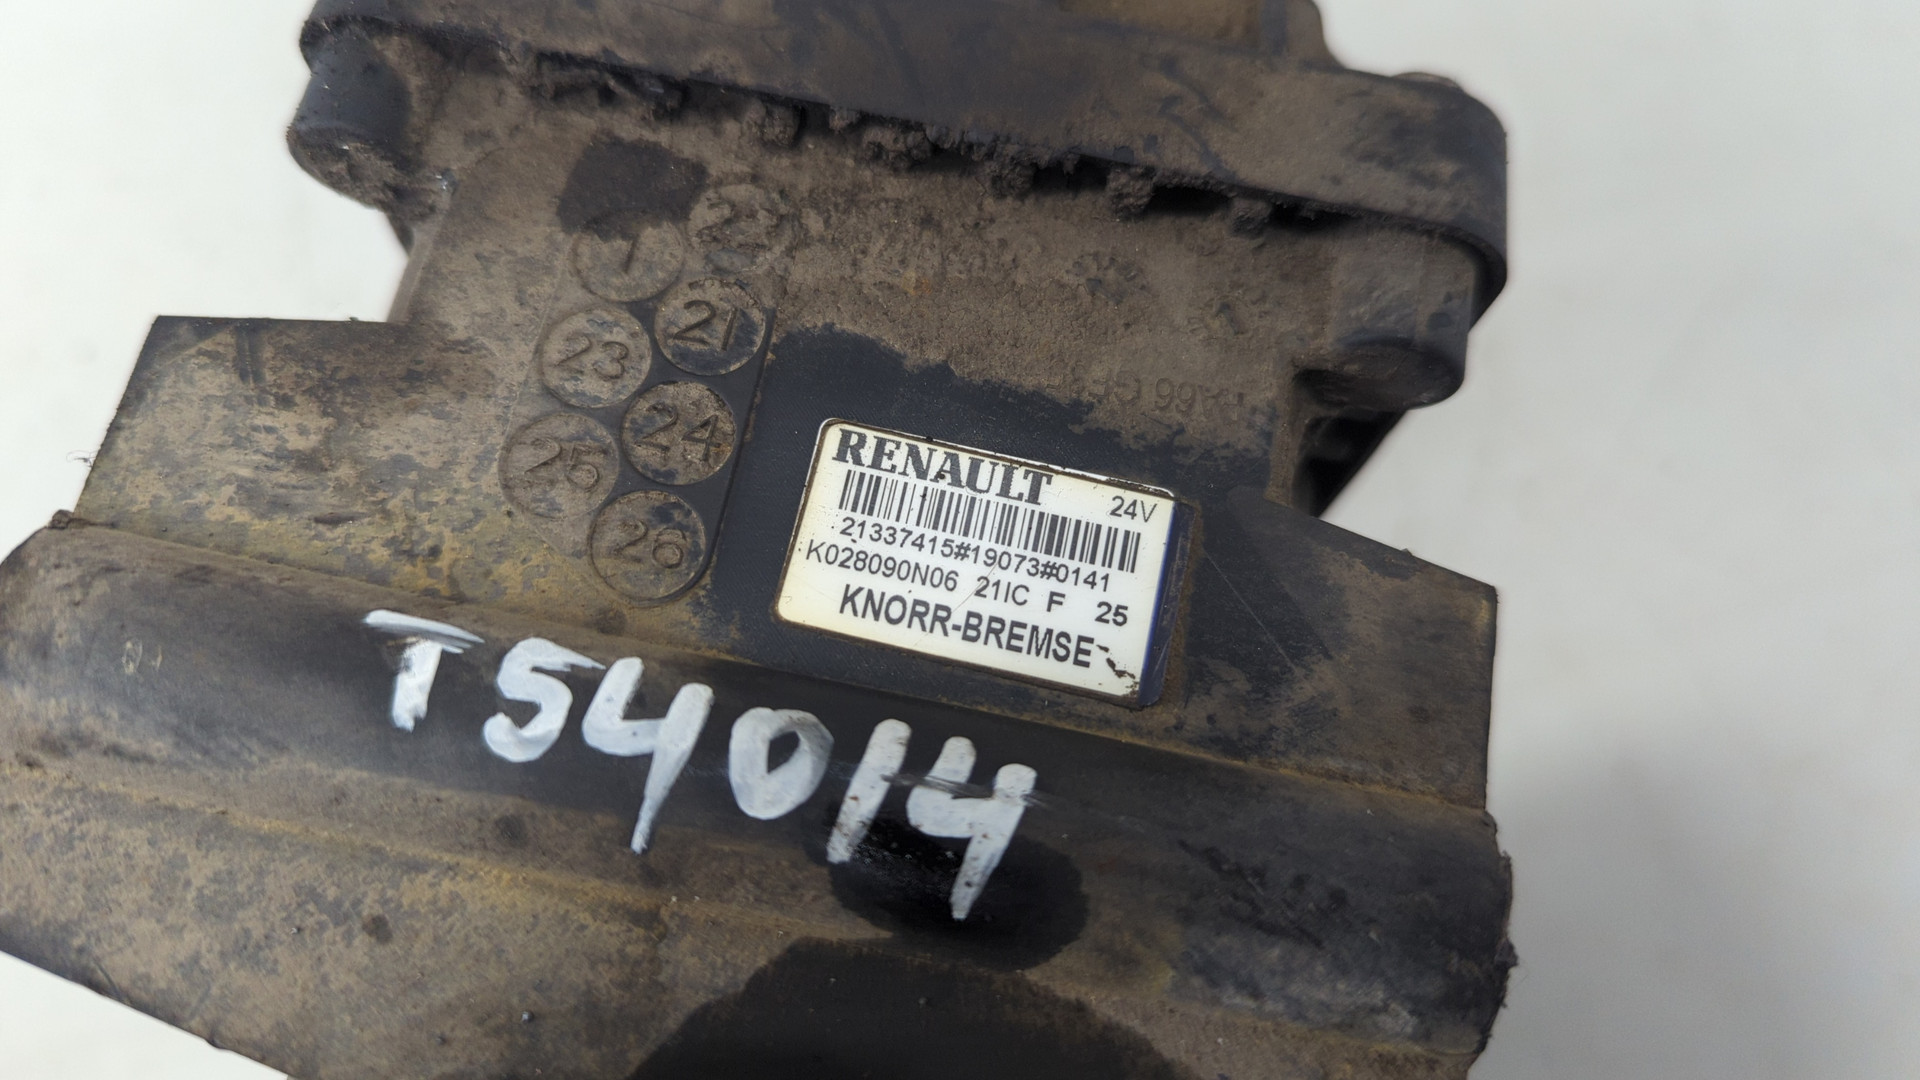 22
1
21
23
24
25
26
RENAULT 24V
21337415#19073#0141
K028090N06 21IC F 25
KNORR-BREMSE
T54014